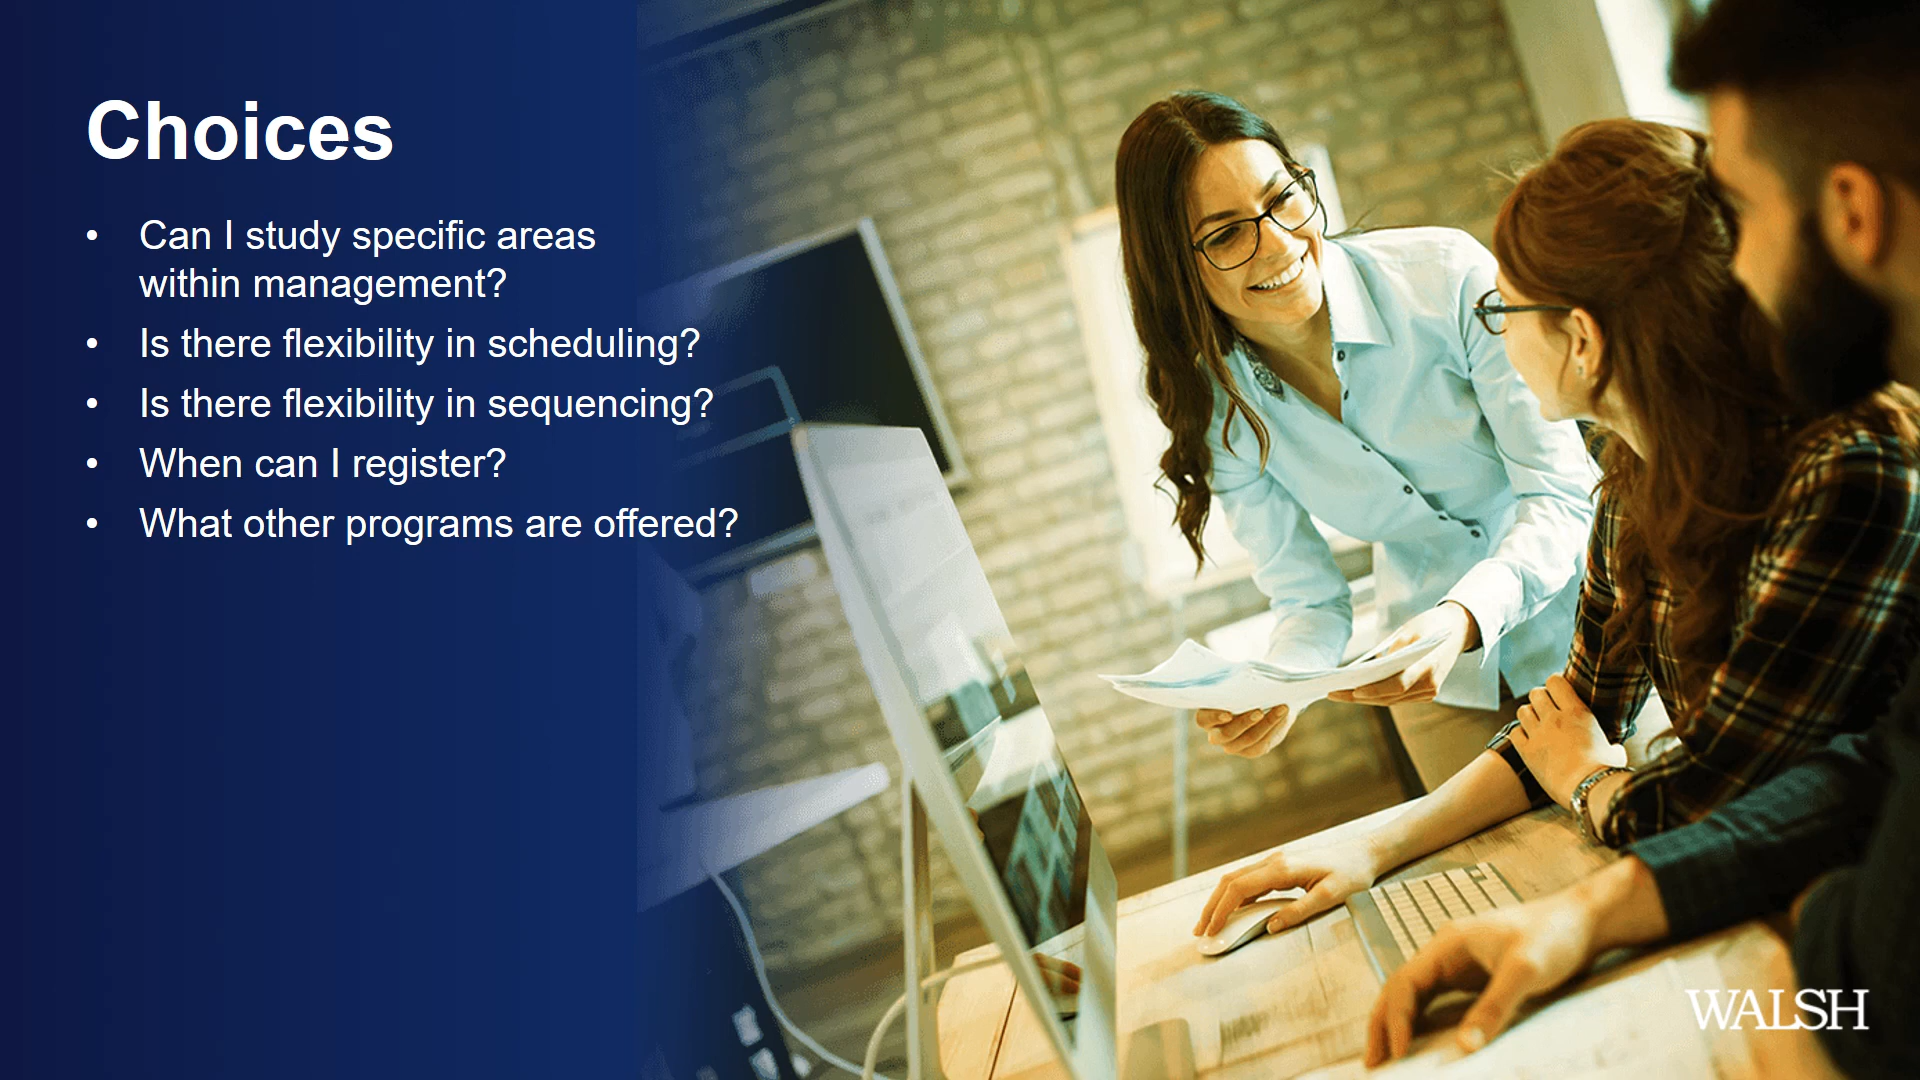 Choices
• Can I study specific areas
within management?
• Is there flexibility in scheduling?
• Is there flexibility in sequencing?
• When can I register?
• What other programs are offered?
WALSH